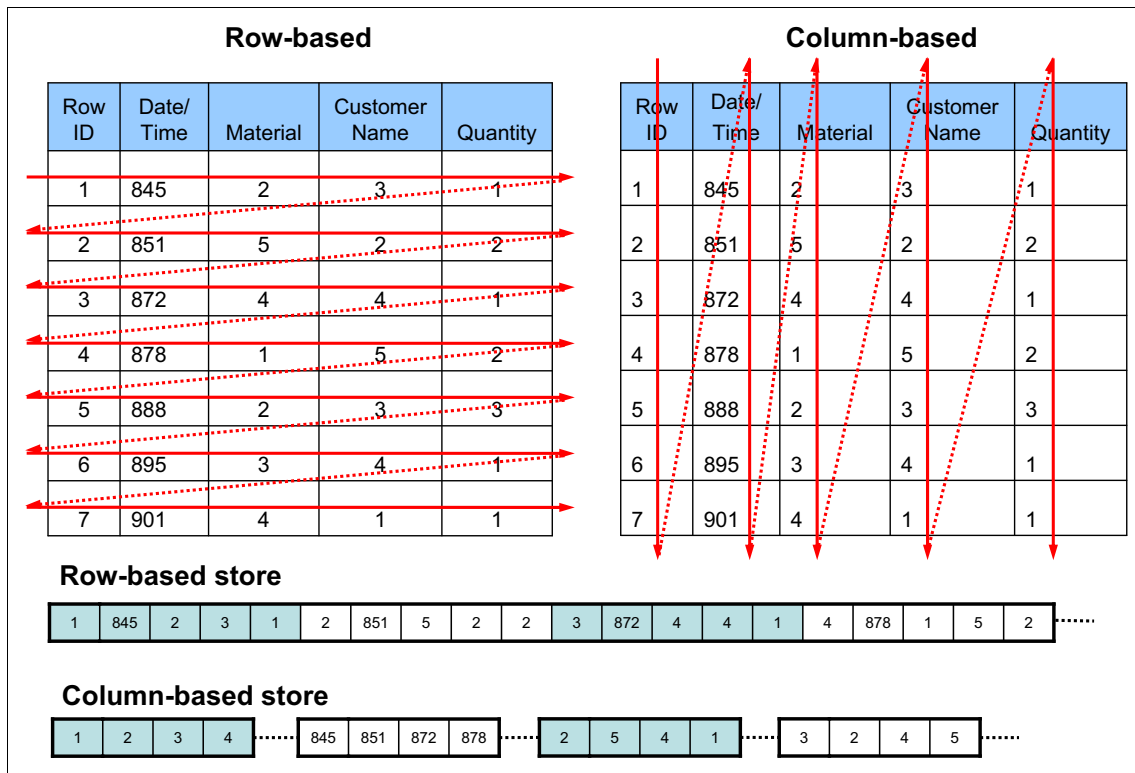 Row-based
Row ID Date/ Time Material Customer Name Quantity
1 845 2 3 1
2 851 5 2 2
3 872 4 4 1
4 878 1 5 2
5 888 2 3 3
6 895 3 4 1
7 901 4 1 1
Column-based
Row ID Date/ Time Material Customer Name Quantity
1 845 2 3 1
2 851 5 2 2
3 872 4 4 1
4 878 1 5 2
5 888 2 3 3
6 895 3 4 1
7 901 4 1 1
Row-based store
1 845 2 3 1 2 851 5 2 2 3 872 4 4 1 4 878 1 5 2
Column-based store
1 2 3 4 845 851 872 878 2 5 4 1 3 2 4 5